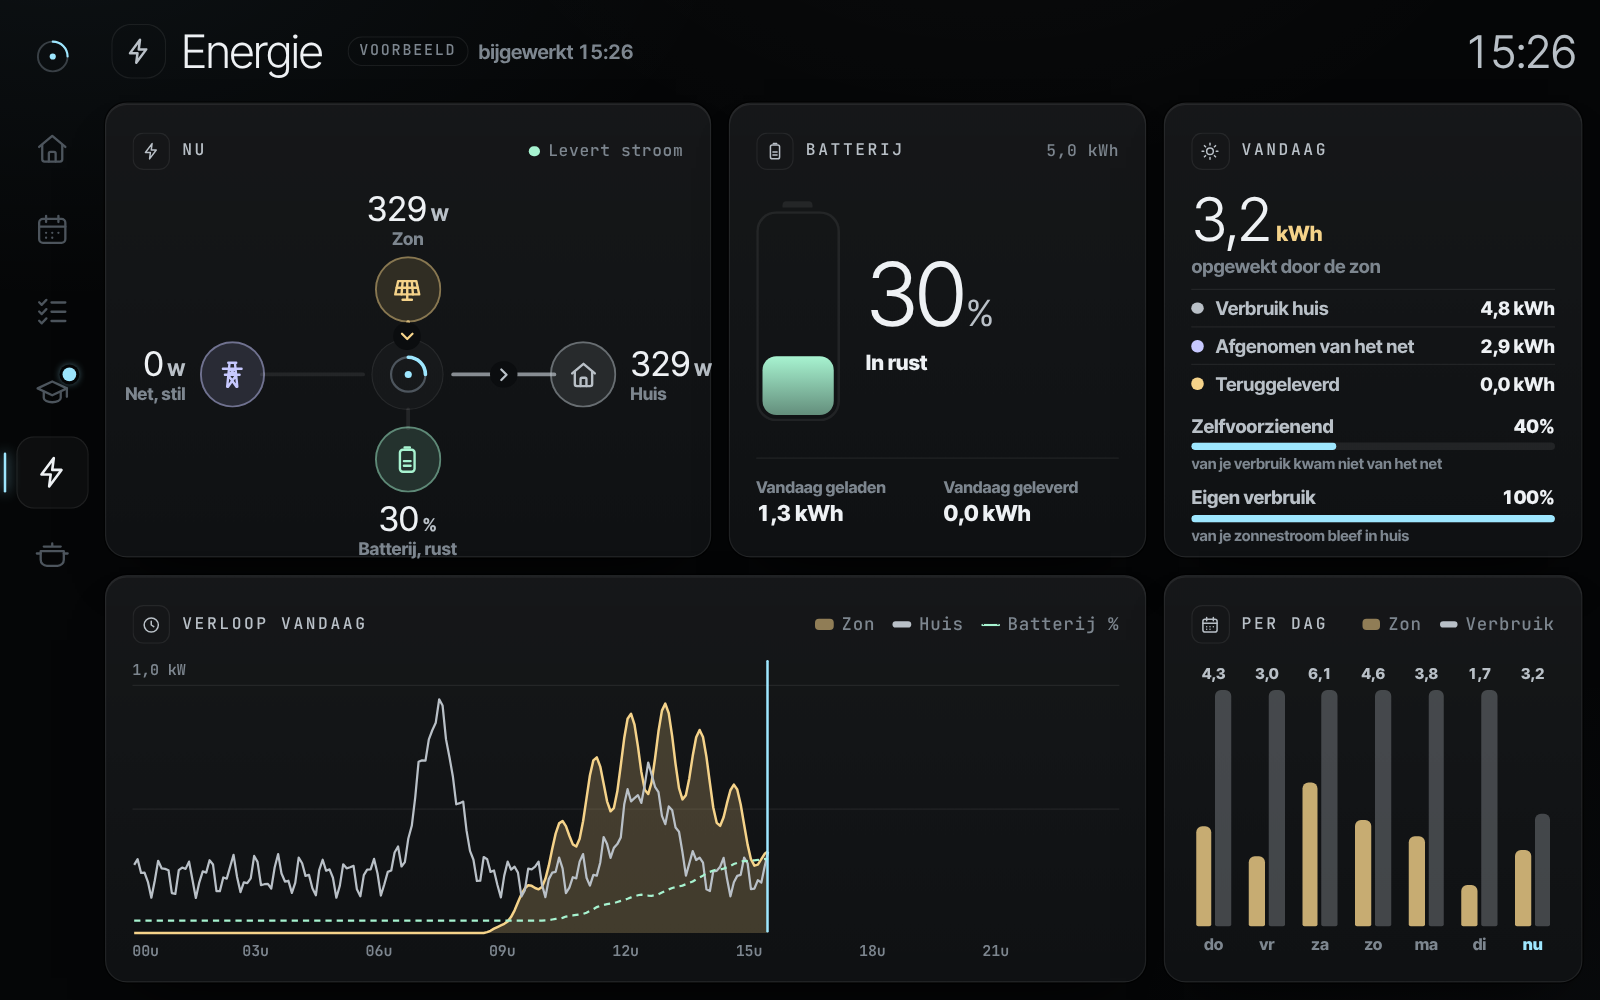 Energie
VOORBEELD
bijgewerkt 15:26
15:26
NU
Levert stroom
329 W
Zon
0 W
Net, stil
329 W
Huis
30 %
Batterij, rust
BATTERIJ
5,0 kWh
30%
In rust
Vandaag geladen
1,3 kWh
Vandaag geleverd
0,0 kWh
VANDAAG
3,2 kWh
opgewekt door de zon
Verbruik huis 4,8 kWh
Afgenomen van het net 2,9 kWh
Teruggeleverd 0,0 kWh
Zelfvoorzienend 40%
van je verbruik kwam niet van het net
Eigen verbruik 100%
van je zonnestroom bleef in huis
VERLOOP VANDAAG
Zon Huis Batterij %
1,0 kW
00u 03u 06u 09u 12u 15u 18u 21u
PER DAG
Zon Verbruik
4,3 3,0 6,1 4,6 3,8 1,7 3,2
do vr za zo ma di nu